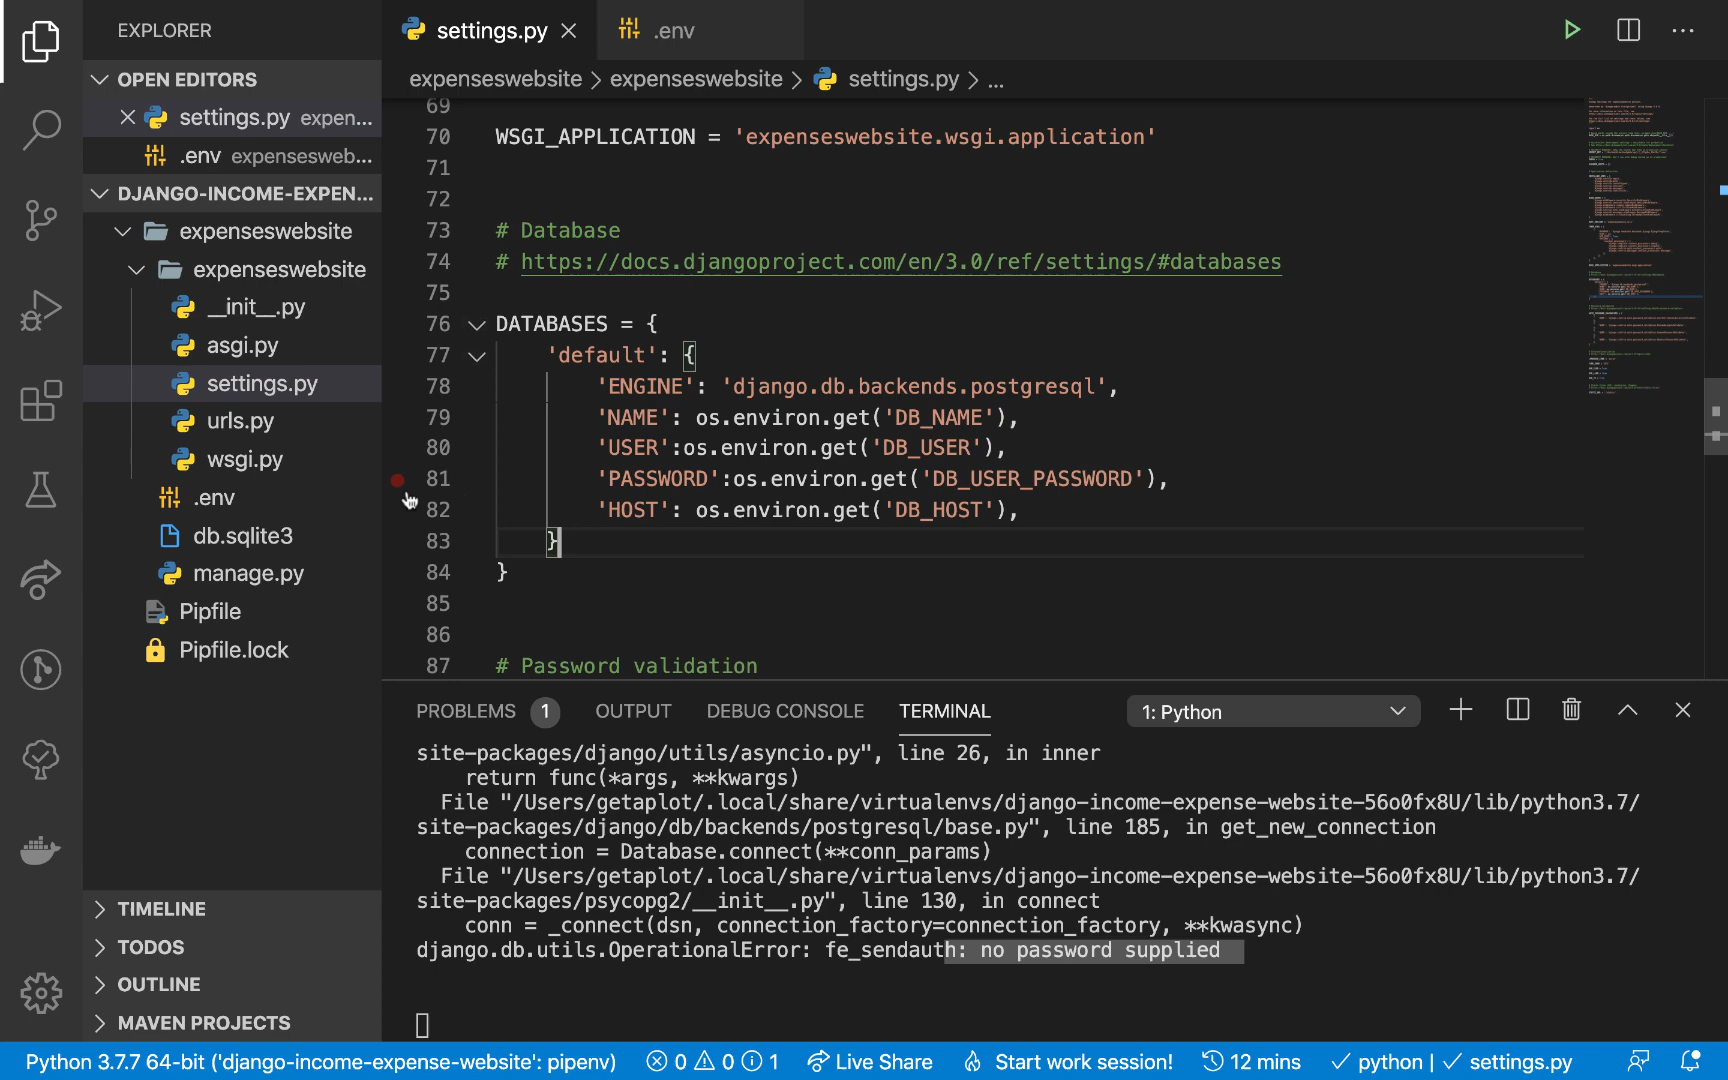 EXPLORER
OPEN EDITORS
settings.py expen...
.env expensesweb...
DJANGO-INCOME-EXPEN...
expenseswebsite
expenseswebsite
__init__.py
asgi.py
settings.py
urls.py
wsgi.py
.env
db.sqlite3
manage.py
Pipfile
Pipfile.lock
TIMELINE
TODOS
OUTLINE
MAVEN PROJECTS
settings.py
.env
expenseswebsite > expenseswebsite > settings.py > ...
69
70 WSGI_APPLICATION = 'expenseswebsite.wsgi.application'
71
72
73 # Database
74 # https://docs.djangoproject.com/en/3.0/ref/settings/#databases
75
76 DATABASES = {
77 'default': {
78 'ENGINE': 'django.db.backends.postgresql',
79 'NAME': os.environ.get('DB_NAME'),
80 'USER':os.environ.get('DB_USER'),
81 'PASSWORD':os.environ.get('DB_USER_PASSWORD'),
82 'HOST': os.environ.get('DB_HOST'),
83 }
84 }
85
86
87 # Password validation
PROBLEMS 1 OUTPUT DEBUG CONSOLE TERMINAL 1: Python
site-packages/django/utils/asyncio.py", line 26, in inner
return func(*args, **kwargs)
File "/Users/getaplot/.local/share/virtualenvs/django-income-expense-website-56o0fx8U/lib/python3.7/
site-packages/django/db/backends/postgresql/base.py", line 185, in get_new_connection
connection = Database.connect(**conn_params)
File "/Users/getaplot/.local/share/virtualenvs/django-income-expense-website-56o0fx8U/lib/python3.7/
site-packages/psycopg2/__init__.py", line 130, in connect
conn = _connect(dsn, connection_factory=connection_factory, **kwasync)
django.db.utils.OperationalError: fe_sendauth: no password supplied
Python 3.7.7 64-bit ('django-income-expense-website': pipenv) 0 0 1 Live Share Start work session! 12 mins ✓ python | ✓ settings.py